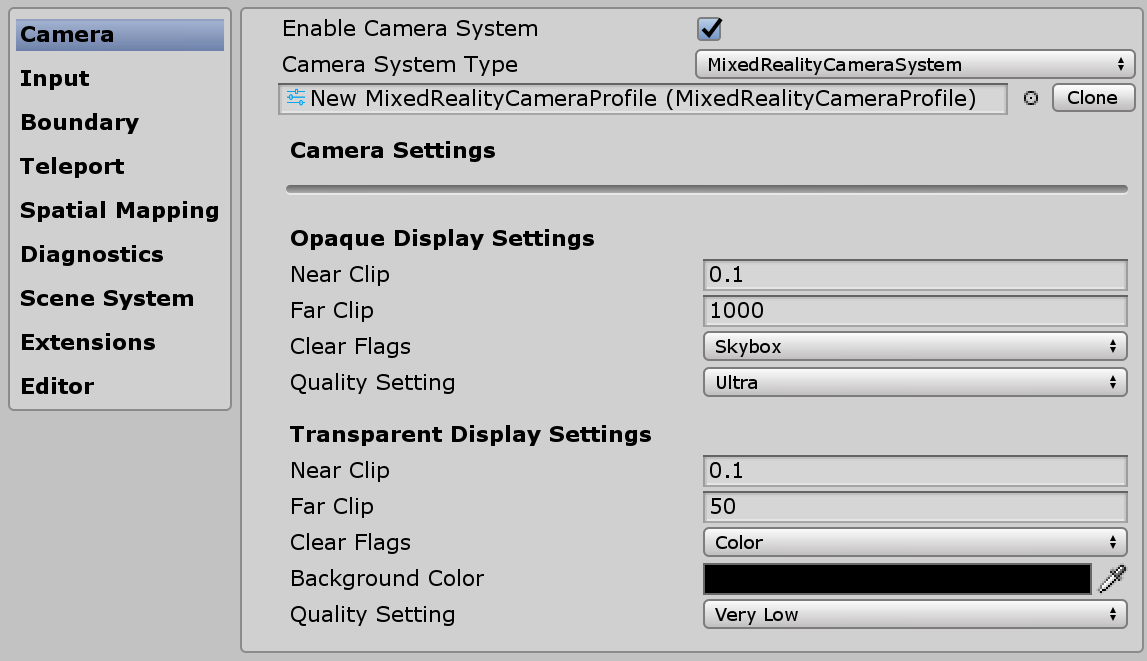 Camera
Input
Boundary
Teleport
Spatial Mapping
Diagnostics
Scene System
Extensions
Editor
Enable Camera System
Camera System Type MixedRealityCameraSystem
New MixedRealityCameraProfile (MixedRealityCameraProfile) Clone
Camera Settings
Opaque Display Settings
Near Clip 0.1
Far Clip 1000
Clear Flags Skybox
Quality Setting Ultra
Transparent Display Settings
Near Clip 0.1
Far Clip 50
Clear Flags Color
Background Color
Quality Setting Very Low